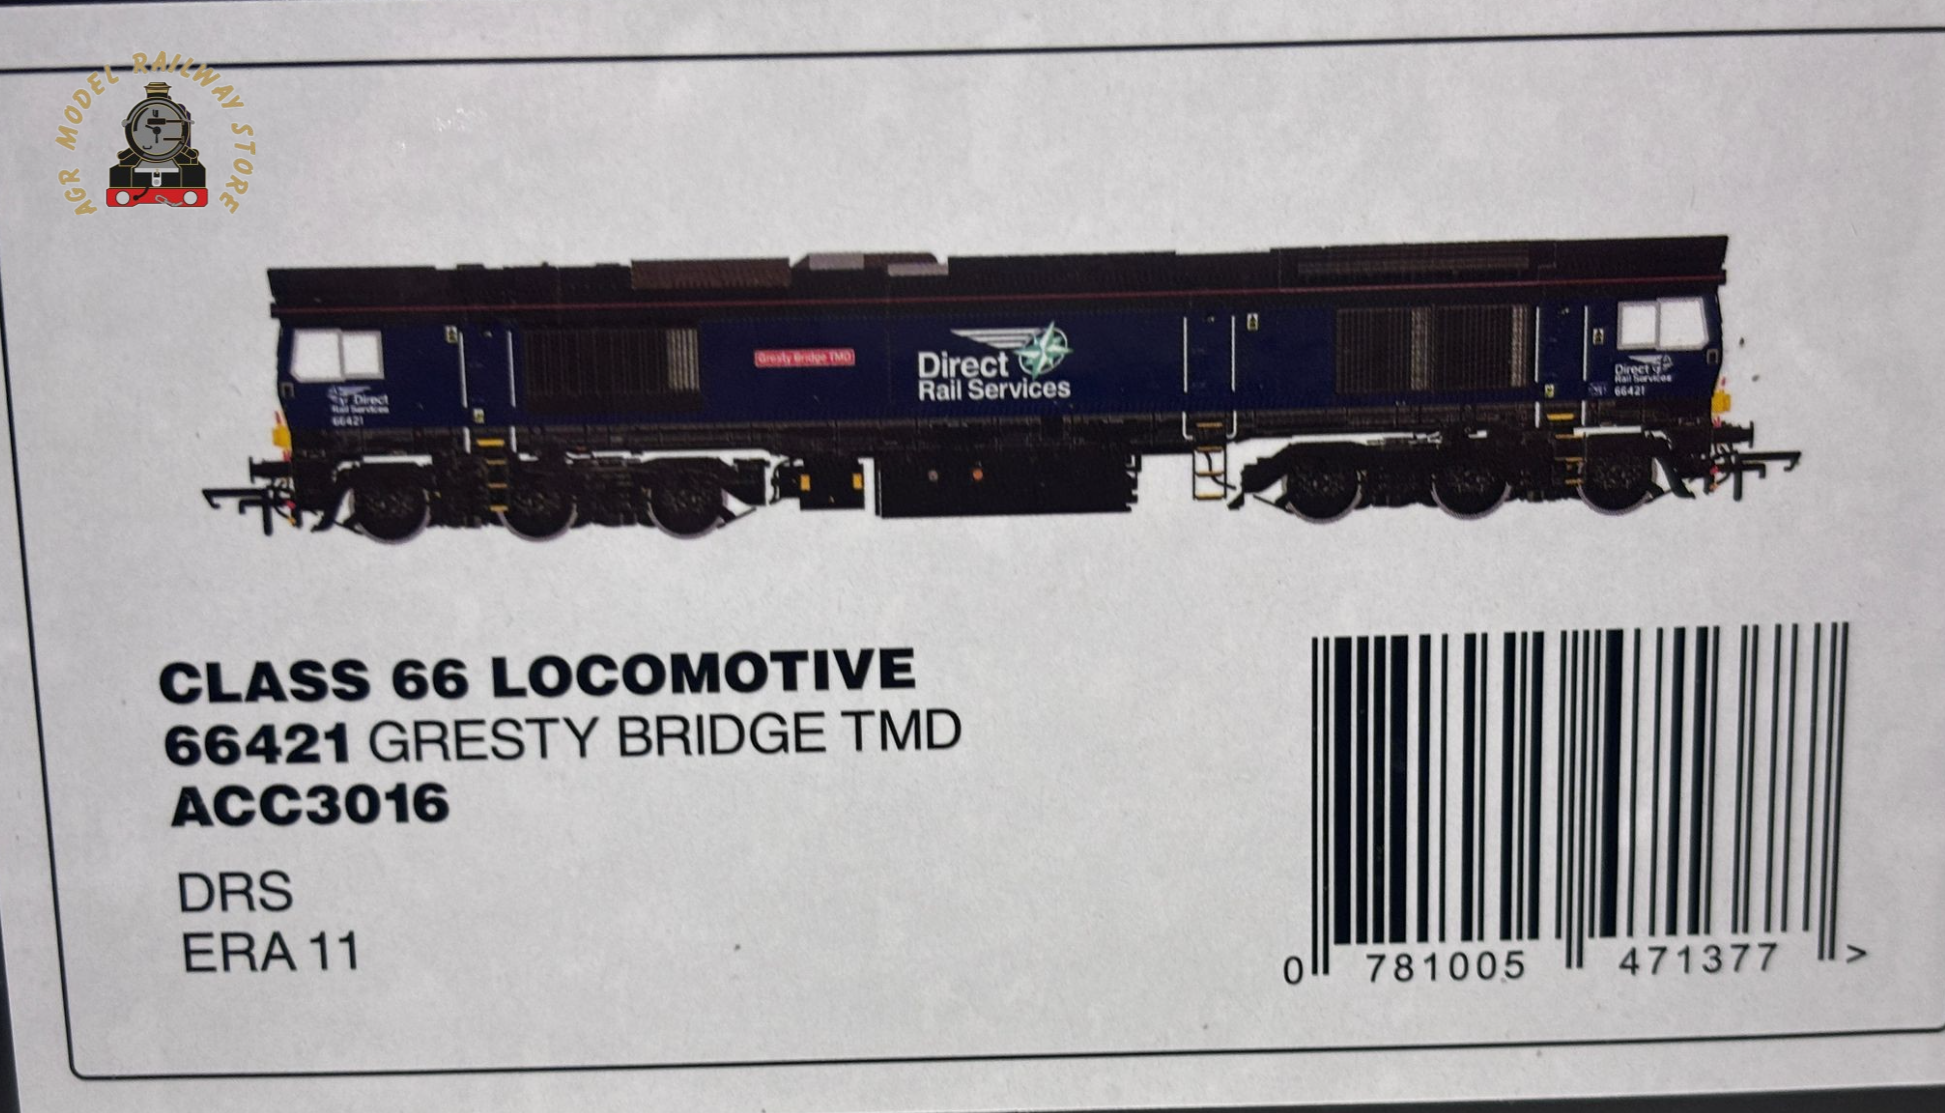 AGR MODEL RAILWAY STORE
Gresty Bridge TMD
Direct
Rail Services
Direct
Rail Services
66421
Direct
Rail Services
66421
CLASS 66 LOCOMOTIVE
66421 GRESTY BRIDGE TMD
ACC3016
DRS
ERA 11
0 781005 471377 >